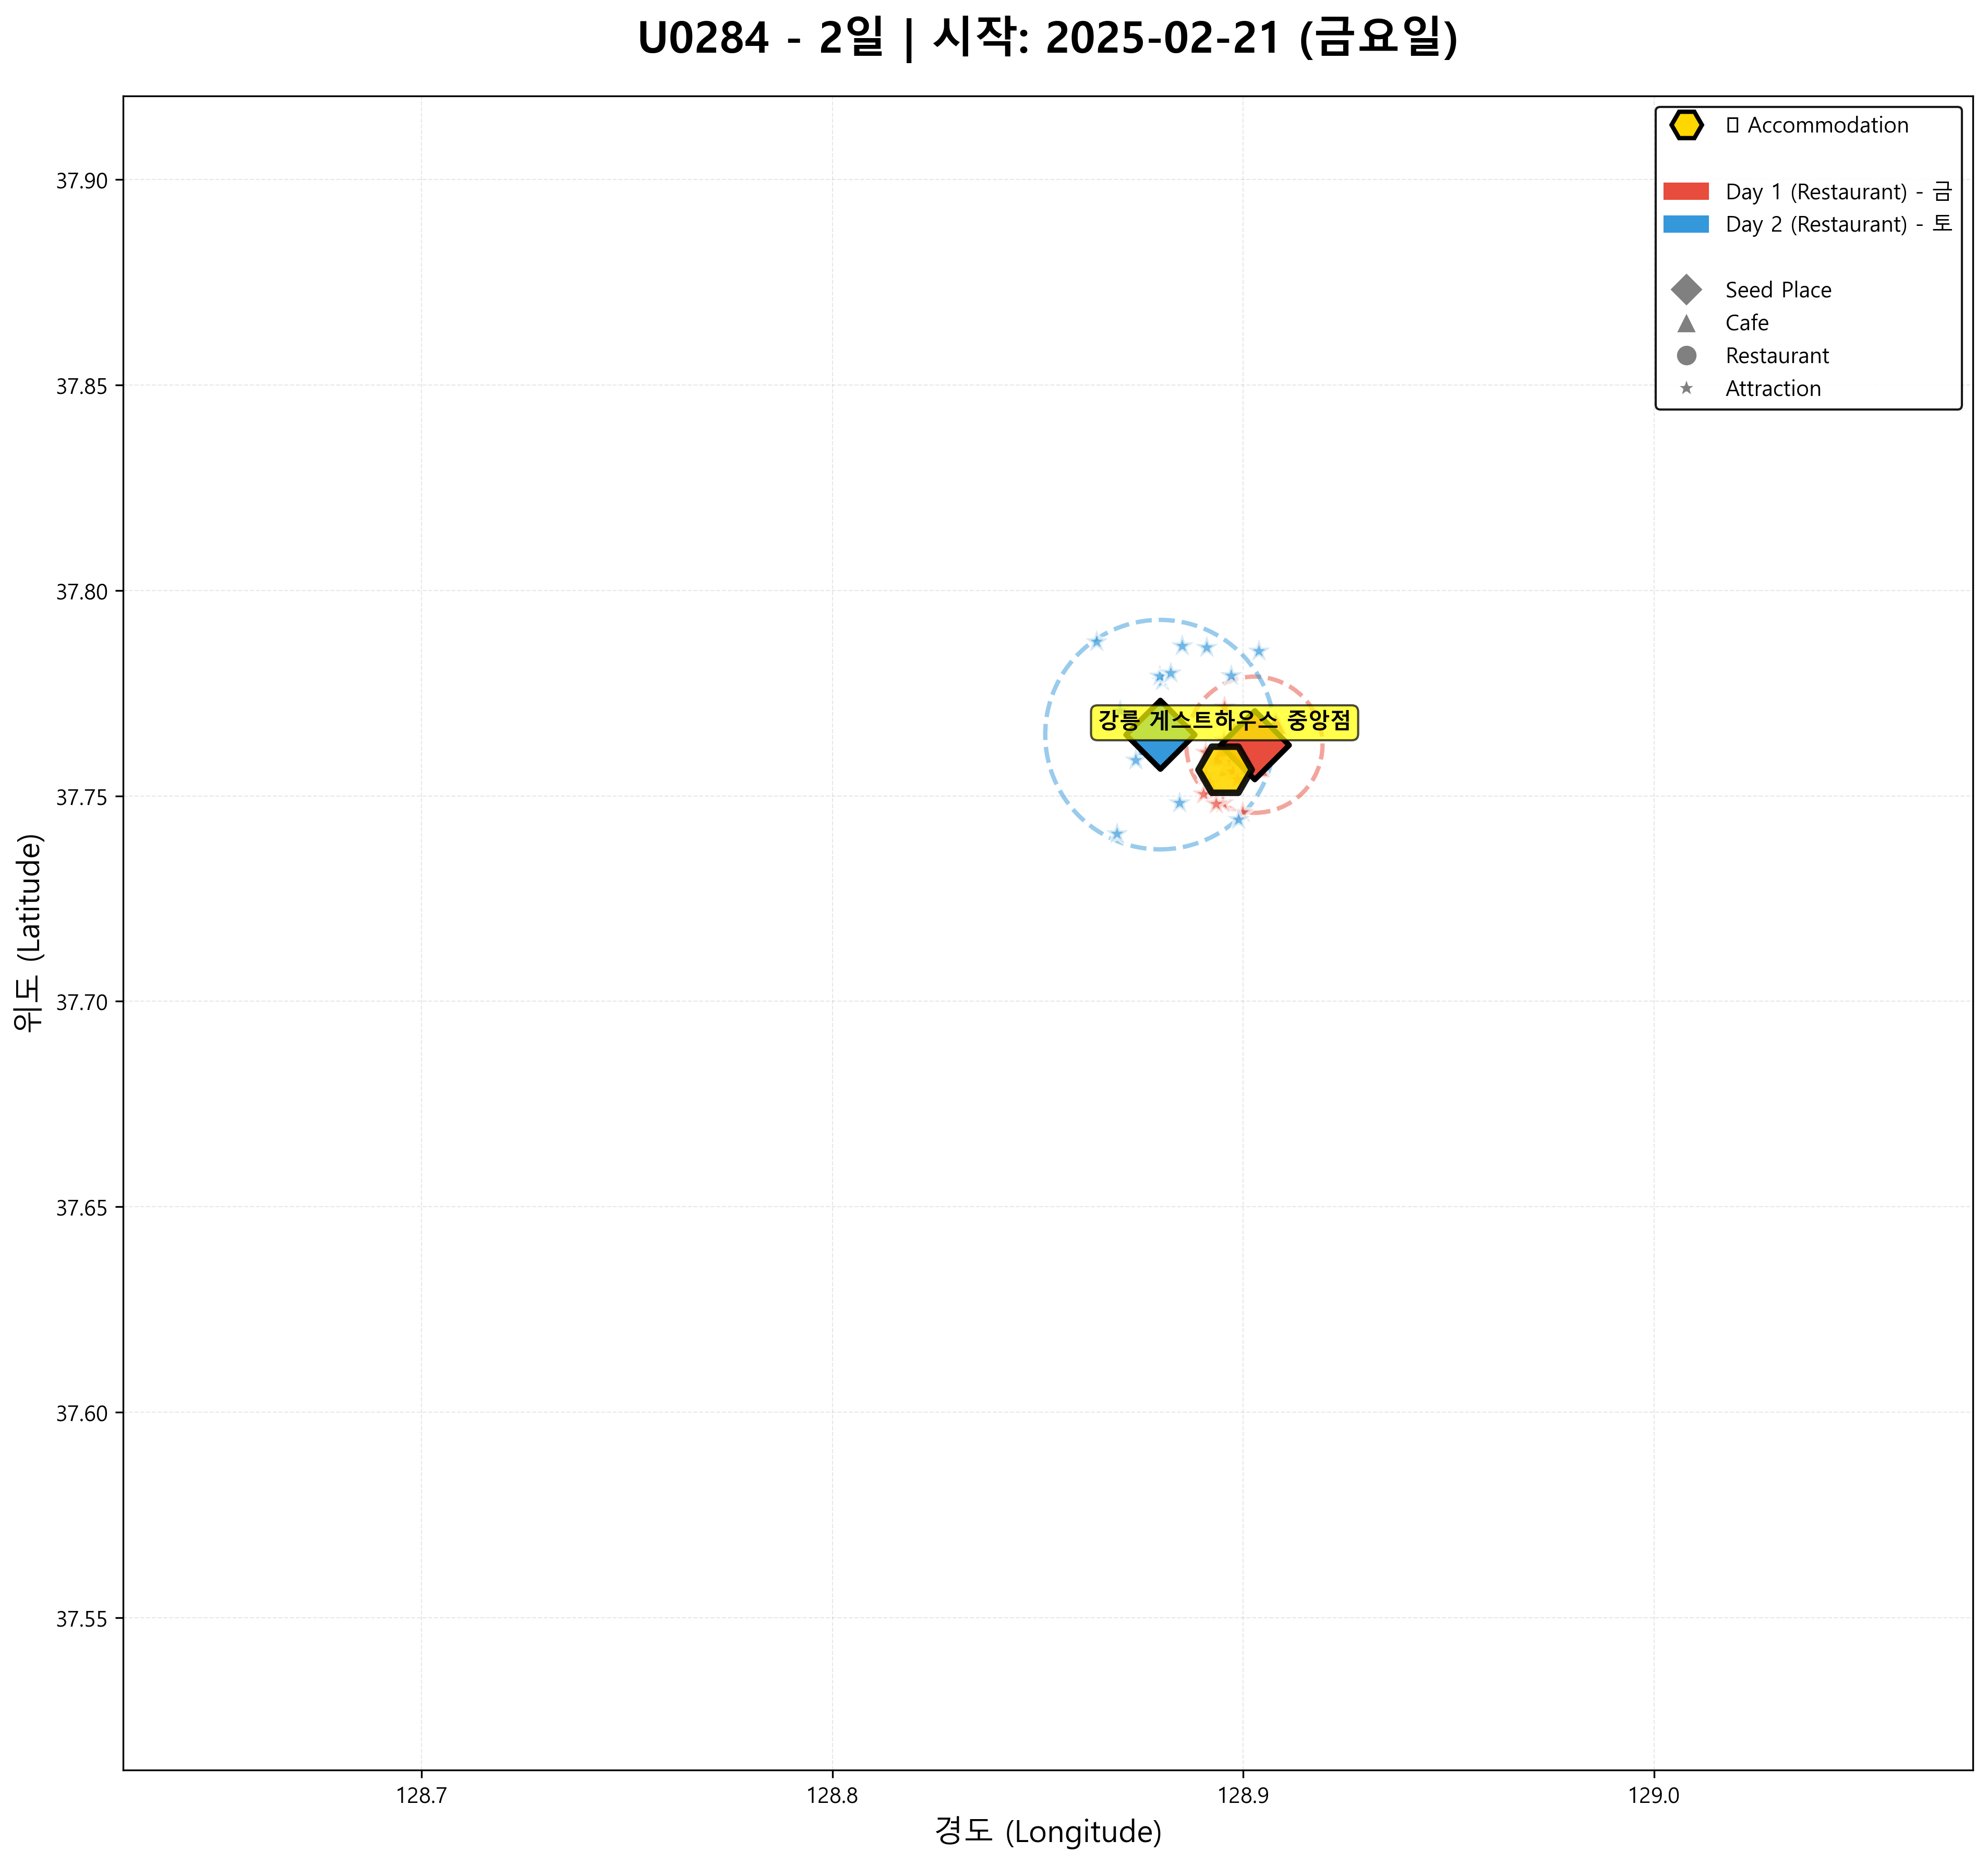 U0284 - 2일 | 시작: 2025-02-21 (금요일)
Accommodation
Day 1 (Restaurant) - 금
Day 2 (Restaurant) - 토
Seed Place
Cafe
Restaurant
Attraction
37.90
37.85
37.80
37.75
37.70
37.65
37.60
37.55
강릉 게스트하우스 중앙점
위도 (Latitude)
128.7
128.8
128.9
129.0
경도 (Longitude)